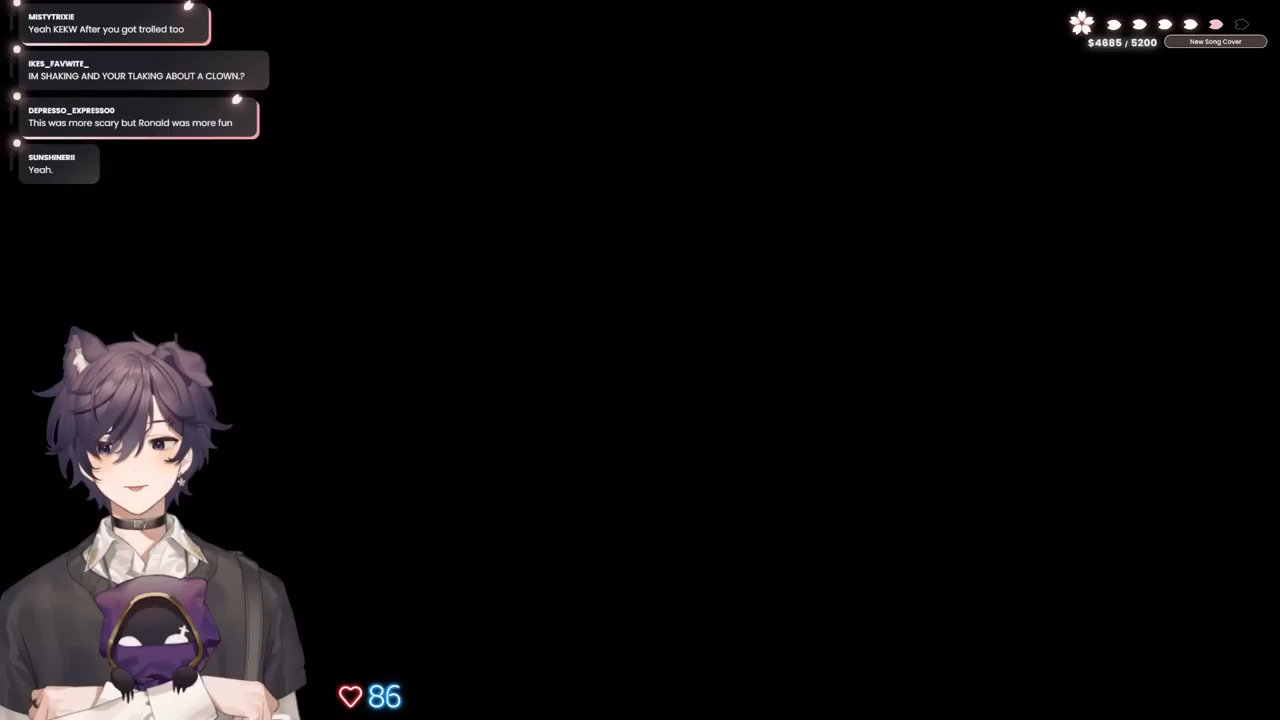 MISTYTRIXIE
Yeah KEKW After you got trolled too
IKES_FAVWITE_
IM SHAKING AND YOUR TLAKING ABOUT A CLOWN.?
DEPRESSO_EXPRESSO0
This was more scary but Ronald was more fun
SUNSHINERII
Yeah.
$4685 / 5200
New Song Cover
86